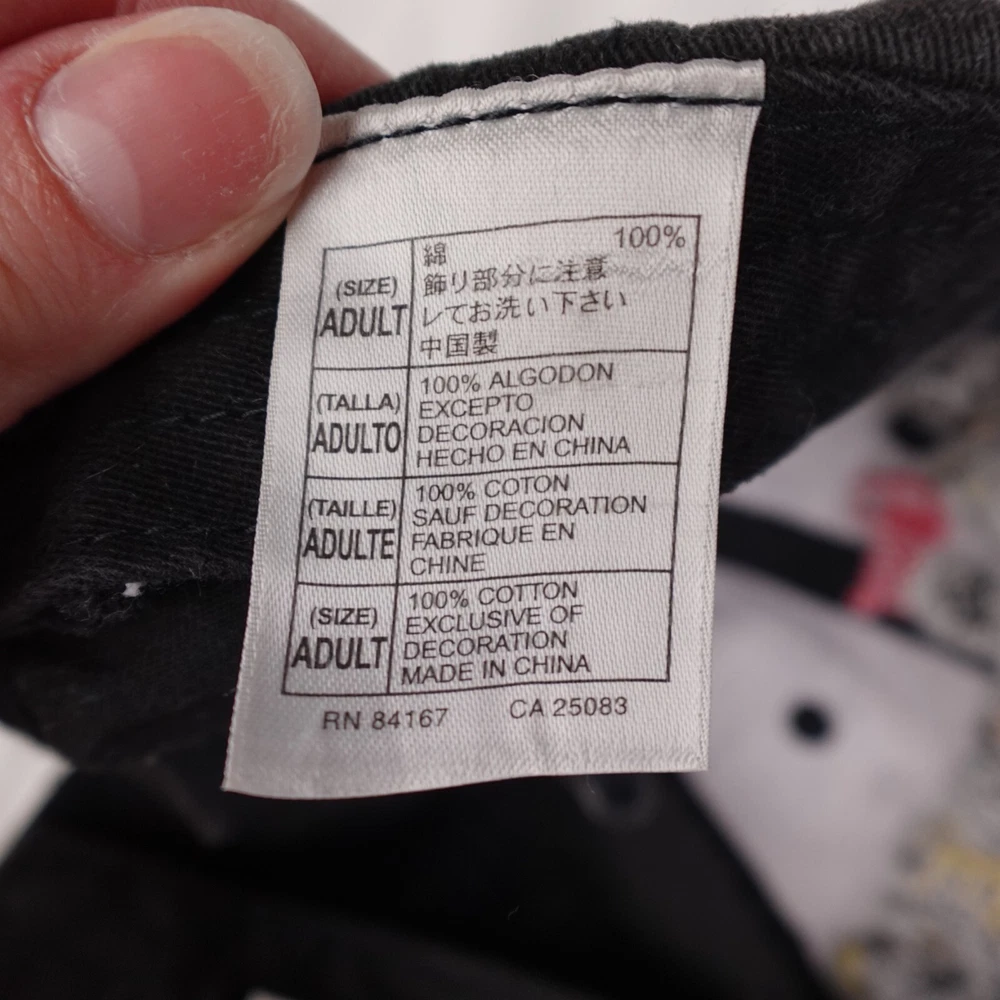 (SIZE)
ADULT
綿 100%
飾り部分に注意
レてお洗い下さい
中国製
(TALLA)
ADULTO
100% ALGODON
EXCEPTO
DECORACION
HECHO EN CHINA
(TAILLE)
ADULTE
100% COTON
SAUF DECORATION
FABRIQUE EN
CHINE
(SIZE)
ADULT
100% COTTON
EXCLUSIVE OF
DECORATION
MADE IN CHINA
RN 84167 CA 25083